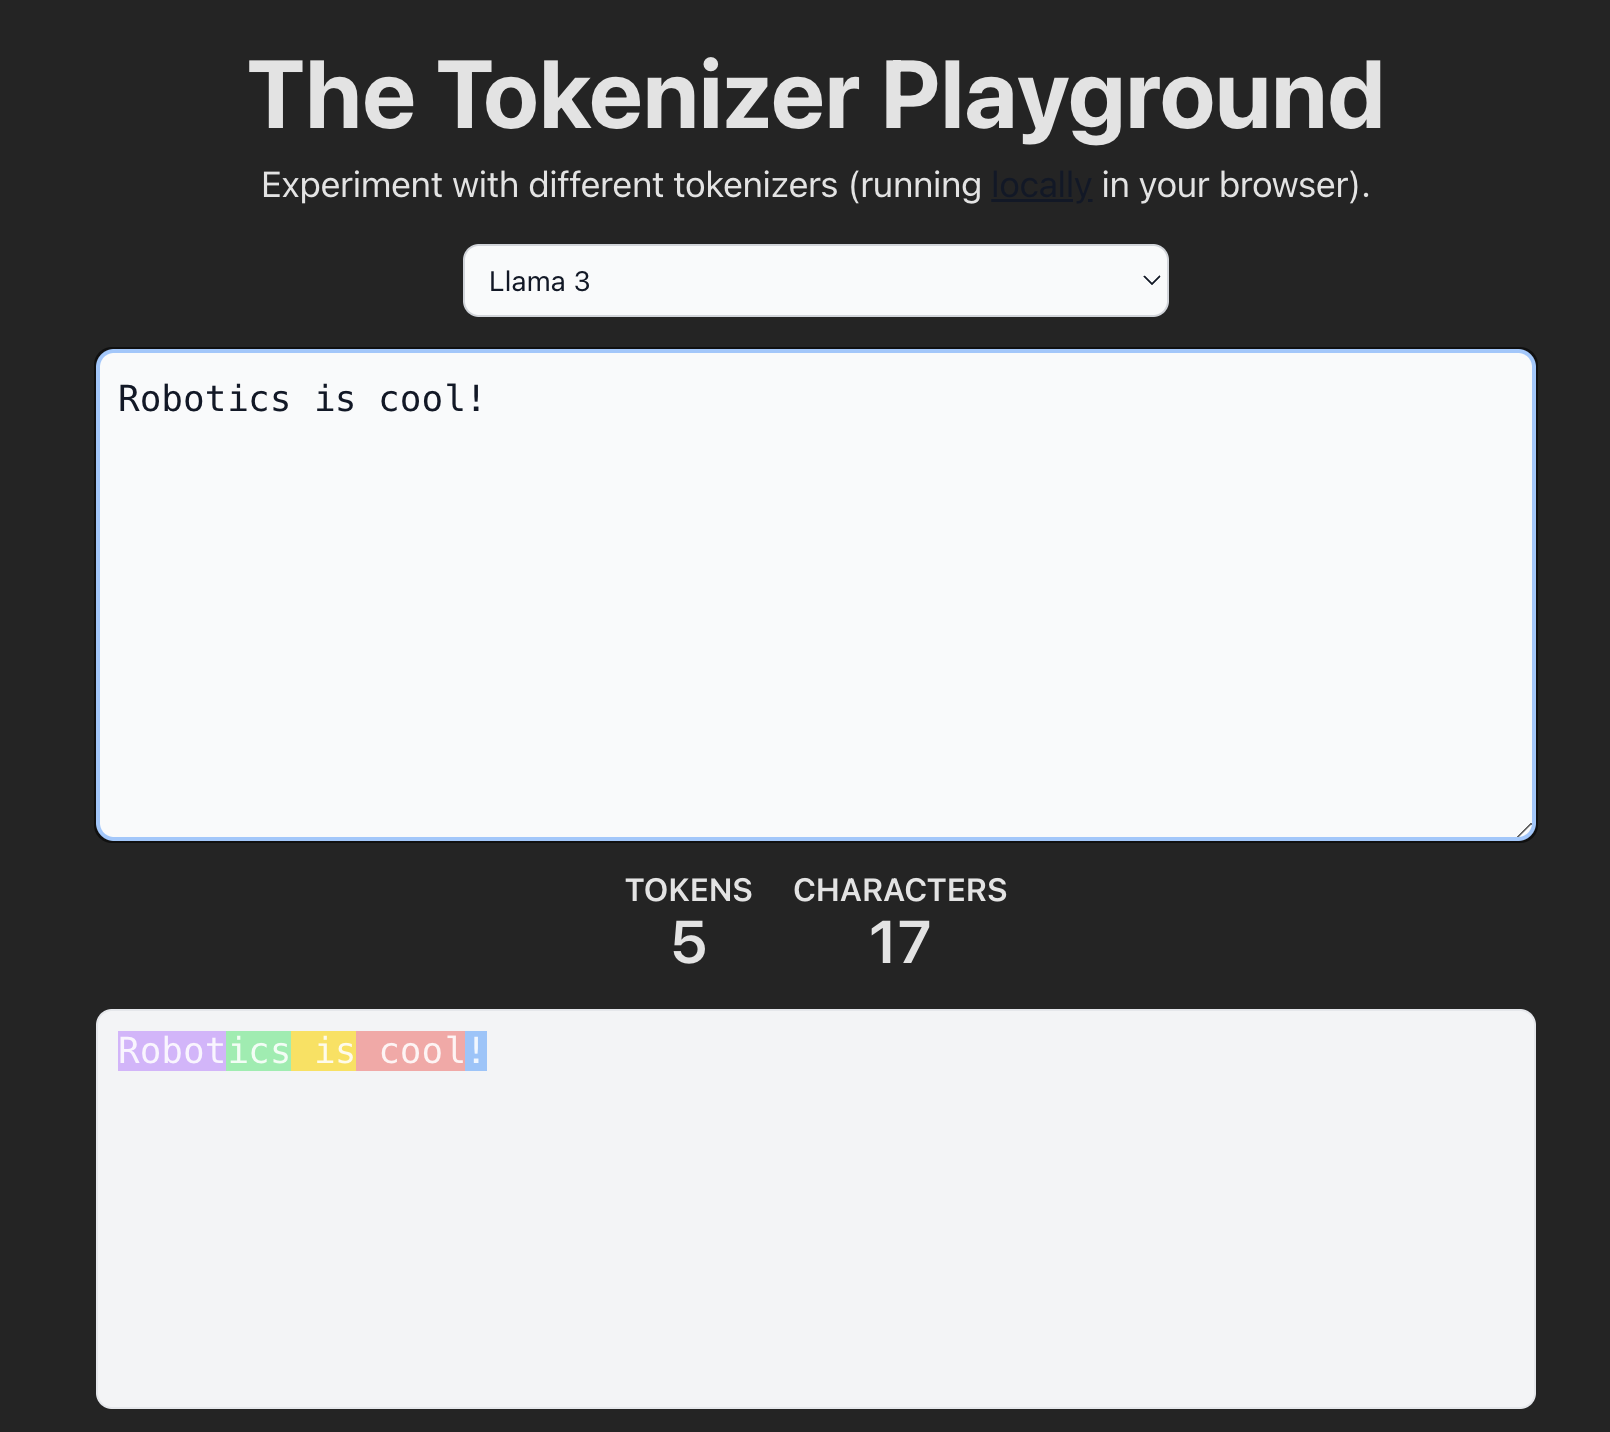 The Tokenizer Playground
Experiment with different tokenizers (running locally in your browser).
Llama 3
Robotics is cool!
TOKENS CHARACTERS
5 17
Robotics is cool!